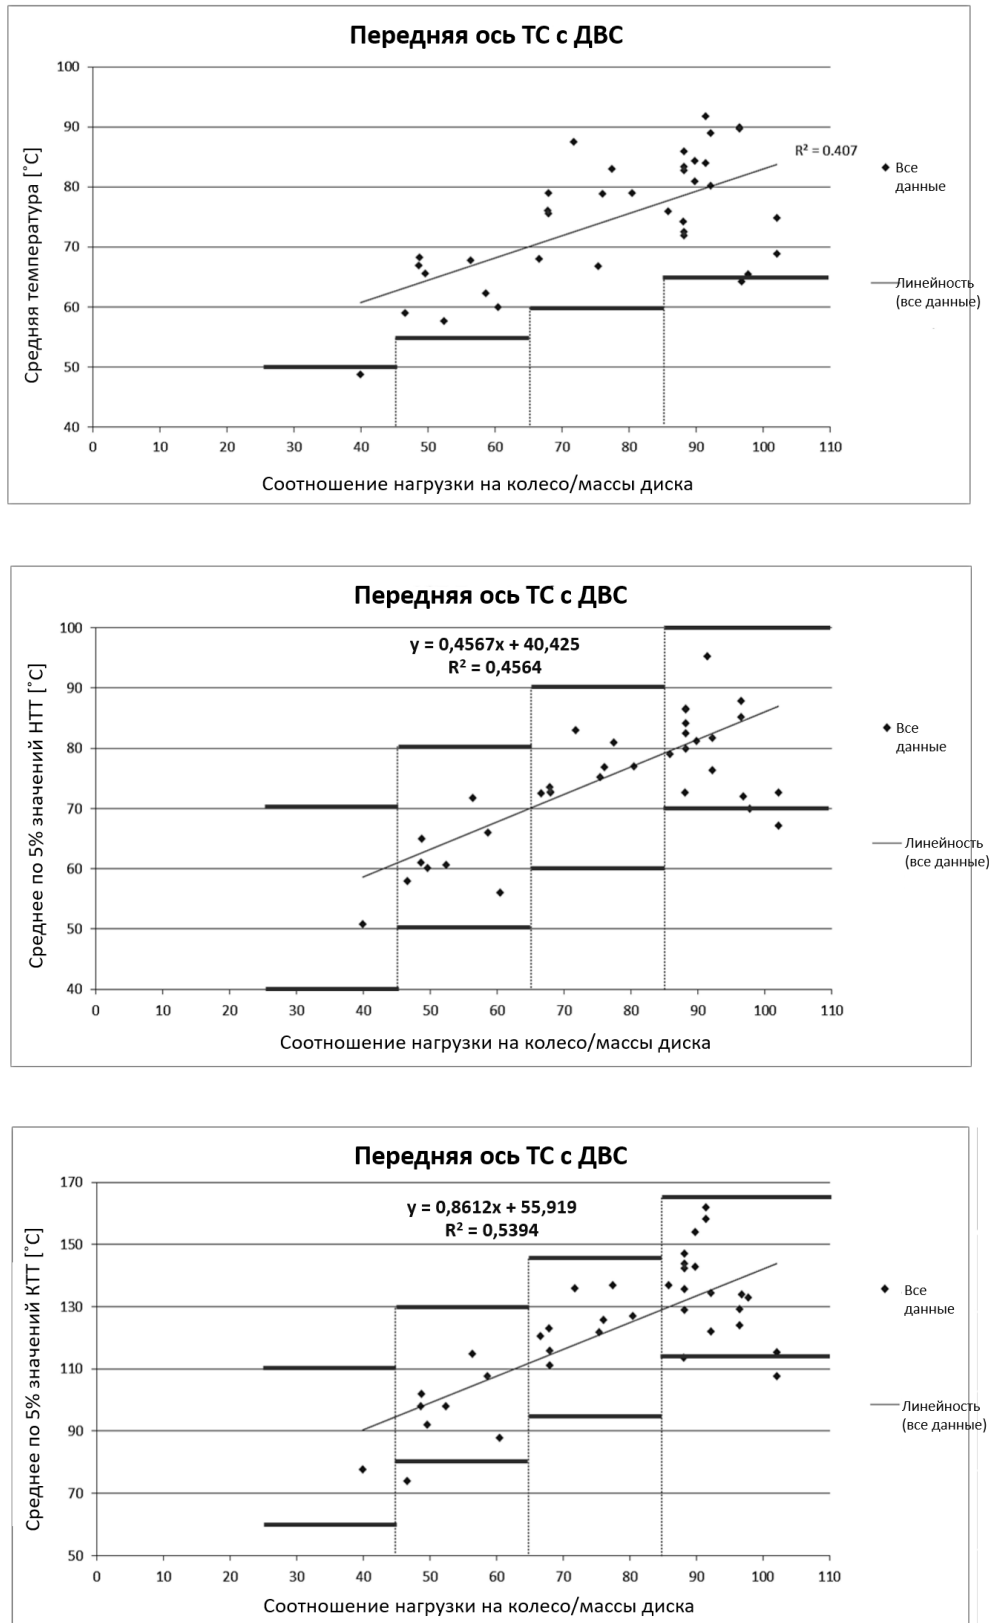 Передняя ось ТС с ДВС
Средняя температура [˚C]
100
90
80
70
60
50
40
0 10 20 30 40 50 60 70 80 90 100 110
R² = 0.407
Все
данные
Линейность
(все данные)
Соотношение нагрузки на колесо/массы диска
Передняя ось ТС с ДВС
Среднее по 5% значений НТТ [˚C]
y = 0,4567x + 40,425
R² = 0,4564
100
90
80
70
60
50
40
0 10 20 30 40 50 60 70 80 90 100 110
Все
данные
Линейность
(все данные)
Соотношение нагрузки на колесо/массы диска
Передняя ось ТС с ДВС
Среднее по 5% значений КТТ [˚C]
y = 0,8612x + 55,919
R² = 0,5394
170
150
130
110
90
70
50
0 10 20 30 40 50 60 70 80 90 100 110
Все
данные
Линейность
(все данные)
Соотношение нагрузки на колесо/массы диска